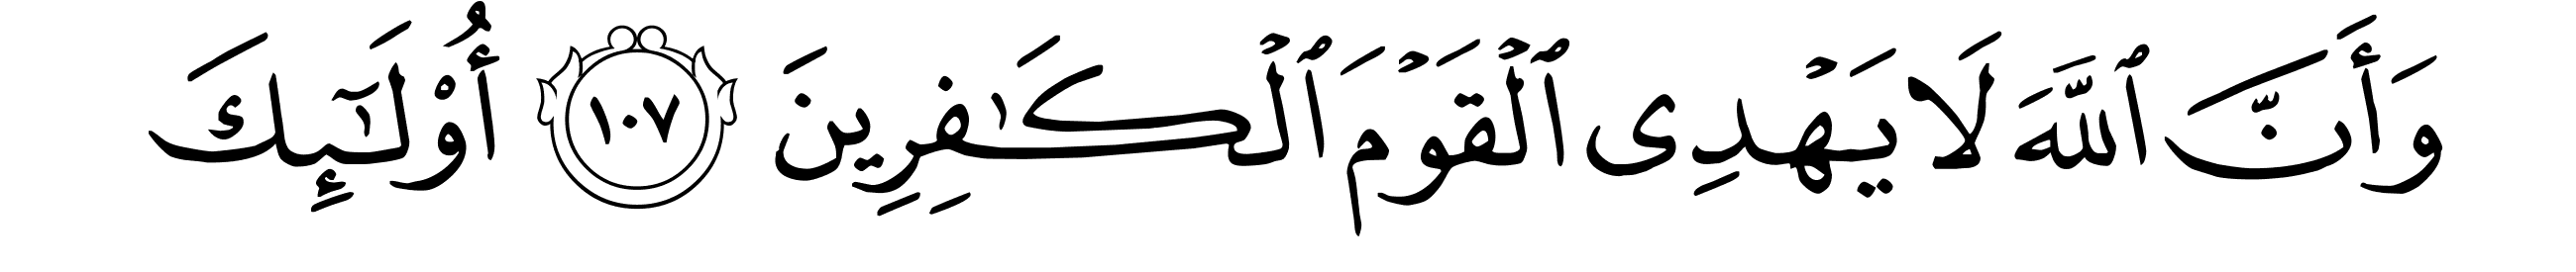 وَأَنَّ ٱللَّهَ لَا يَهْدِى ٱلْقَوْمَ ٱلْكَـٰفِرِينَ ١٠٧ أُو۟لَـٰٓئِكَ